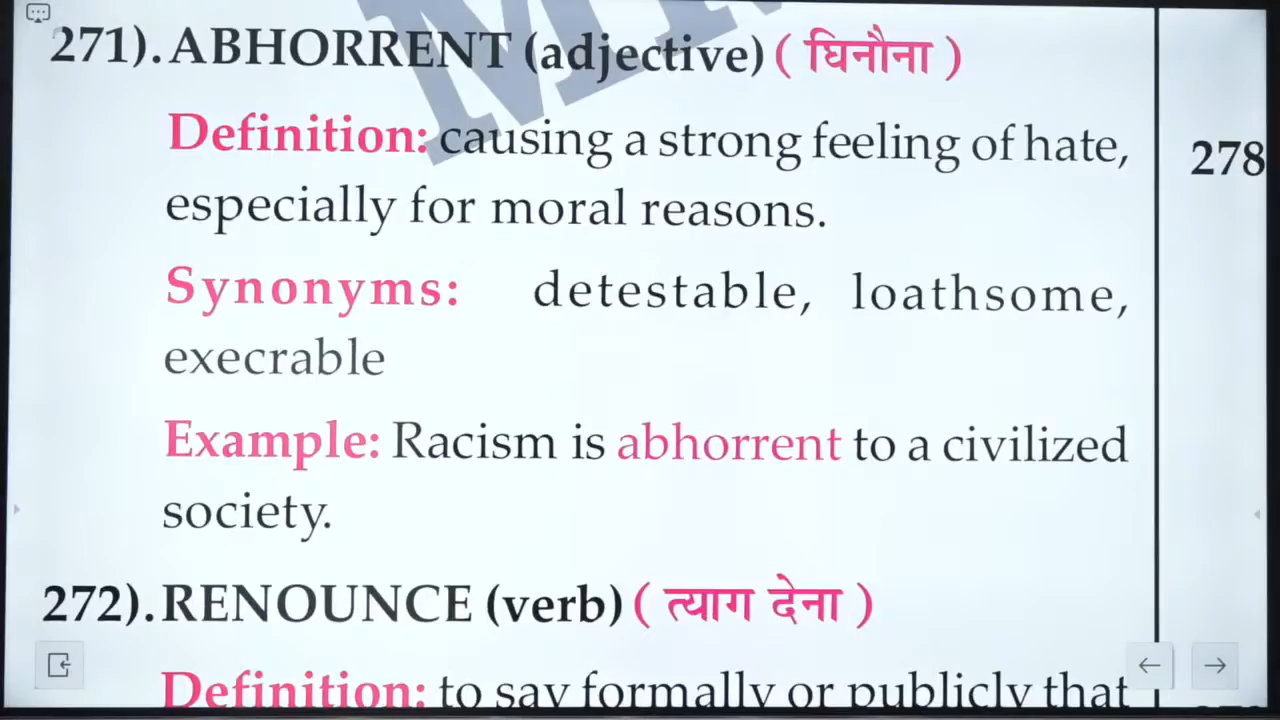 271). ABHORRENT (adjective) ( घिनौना )
Definition: causing a strong feeling of hate,
especially for moral reasons.
Synonyms: detestable, loathsome,
execrable
Example: Racism is abhorrent to a civilized
society.
272). RENOUNCE (verb) ( त्याग देना )
Definition: to say formally or publicly that
278